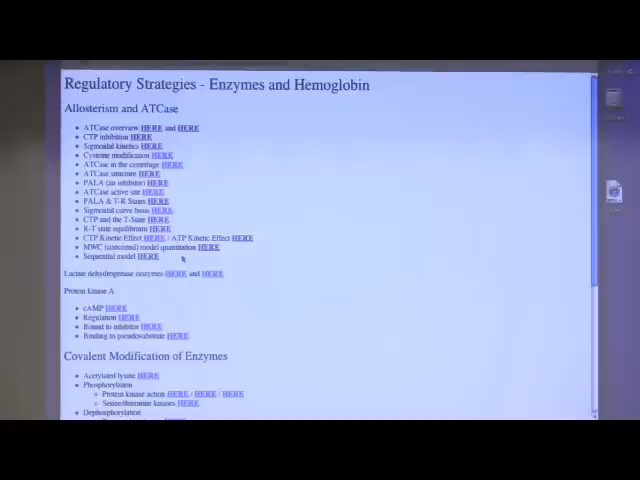 Regulatory Strategies - Enzymes and Hemoglobin
Allosterism and ATCase
ATCase overview HERE and HERE
CTP inhibition HERE
Sigmoidal kinetics HERE
Cysteine modification HERE
ATCase in the centrifuge HERE
ATCase structure HERE
PALA (an inhibitor) HERE
ATCase active site HERE
PALA & T-R States HERE
Sigmoidal curve basis HERE
CTP and the T-State HERE
R-T state equilibrium HERE
CTP Kinetic Effect HERE / ATP Kinetic Effect HERE
MWC (concerted) model quantitation HERE
Sequential model HERE
Lactate dehydrogenase isozymes HERE and HERE
Protein kinase A
cAMP HERE
Regulation HERE
Bound to inhibitor HERE
Binding to pseudosubstrate HERE
Covalent Modification of Enzymes
Acetylated lysine HERE
Phosphorylation
Protein kinase action HERE / HERE / HERE
Serine/threonine kinases HERE
Dephosphorylation